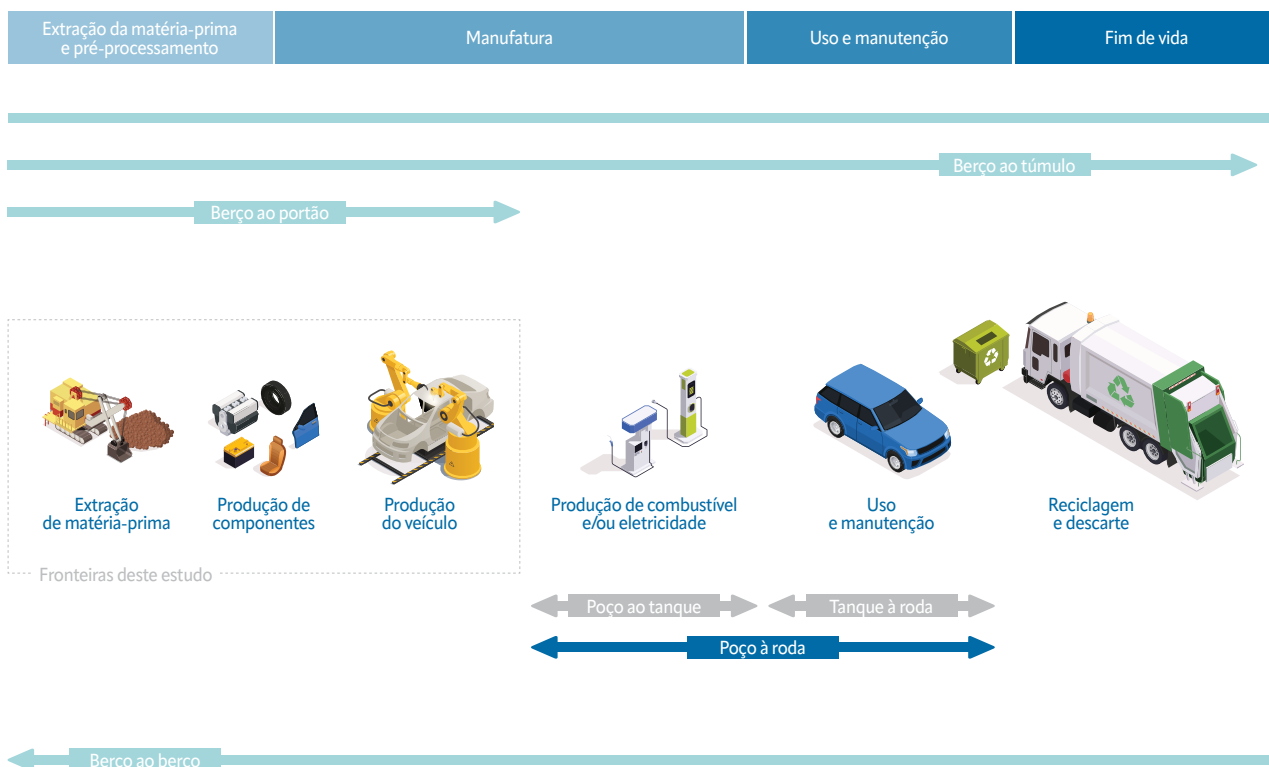 Extração da matéria-prima
e pré-processamento
Manufatura
Uso e manutenção
Fim de vida
Berço ao túmulo
Berço ao portão
Extração
de matéria-prima
Produção de
componentes
Produção
do veículo
Produção de combustível
e/ou eletricidade
Uso
e manutenção
Reciclagem
e descarte
Fronteiras deste estudo
Poço ao tanque
Tanque à roda
Poço à roda
Berço ao berço